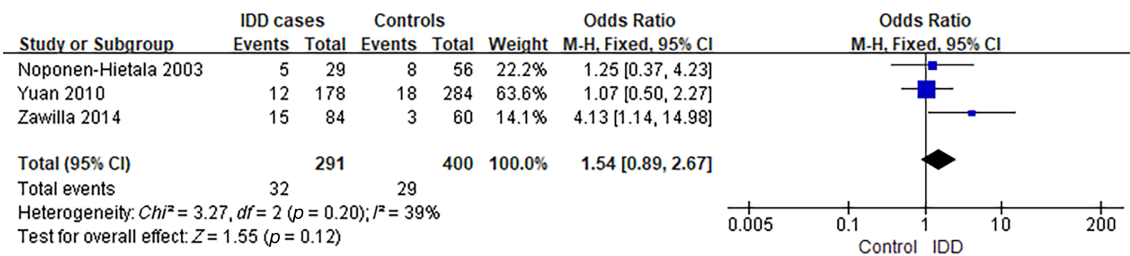 IDD cases Controls Odds Ratio Odds Ratio
Study or Subgroup Events Total Events Total Weight M-H, Fixed, 95% CI M-H, Fixed, 95% CI
Noponen-Hietala 2003 5 29 8 56 22.2% 1.25 [0.37, 4.23]
Yuan 2010 12 178 18 284 63.6% 1.07 [0.50, 2.27]
Zawilla 2014 15 84 3 60 14.1% 4.13 [1.14, 14.98]
Total (95% CI) 291 400 100.0% 1.54 [0.89, 2.67]
Total events 32 29
Heterogeneity: Chi² = 3.27, df = 2 (p = 0.20); I² = 39%
Test for overall effect: Z = 1.55 (p = 0.12)
0.005 0.1 1 10 200
Control IDD